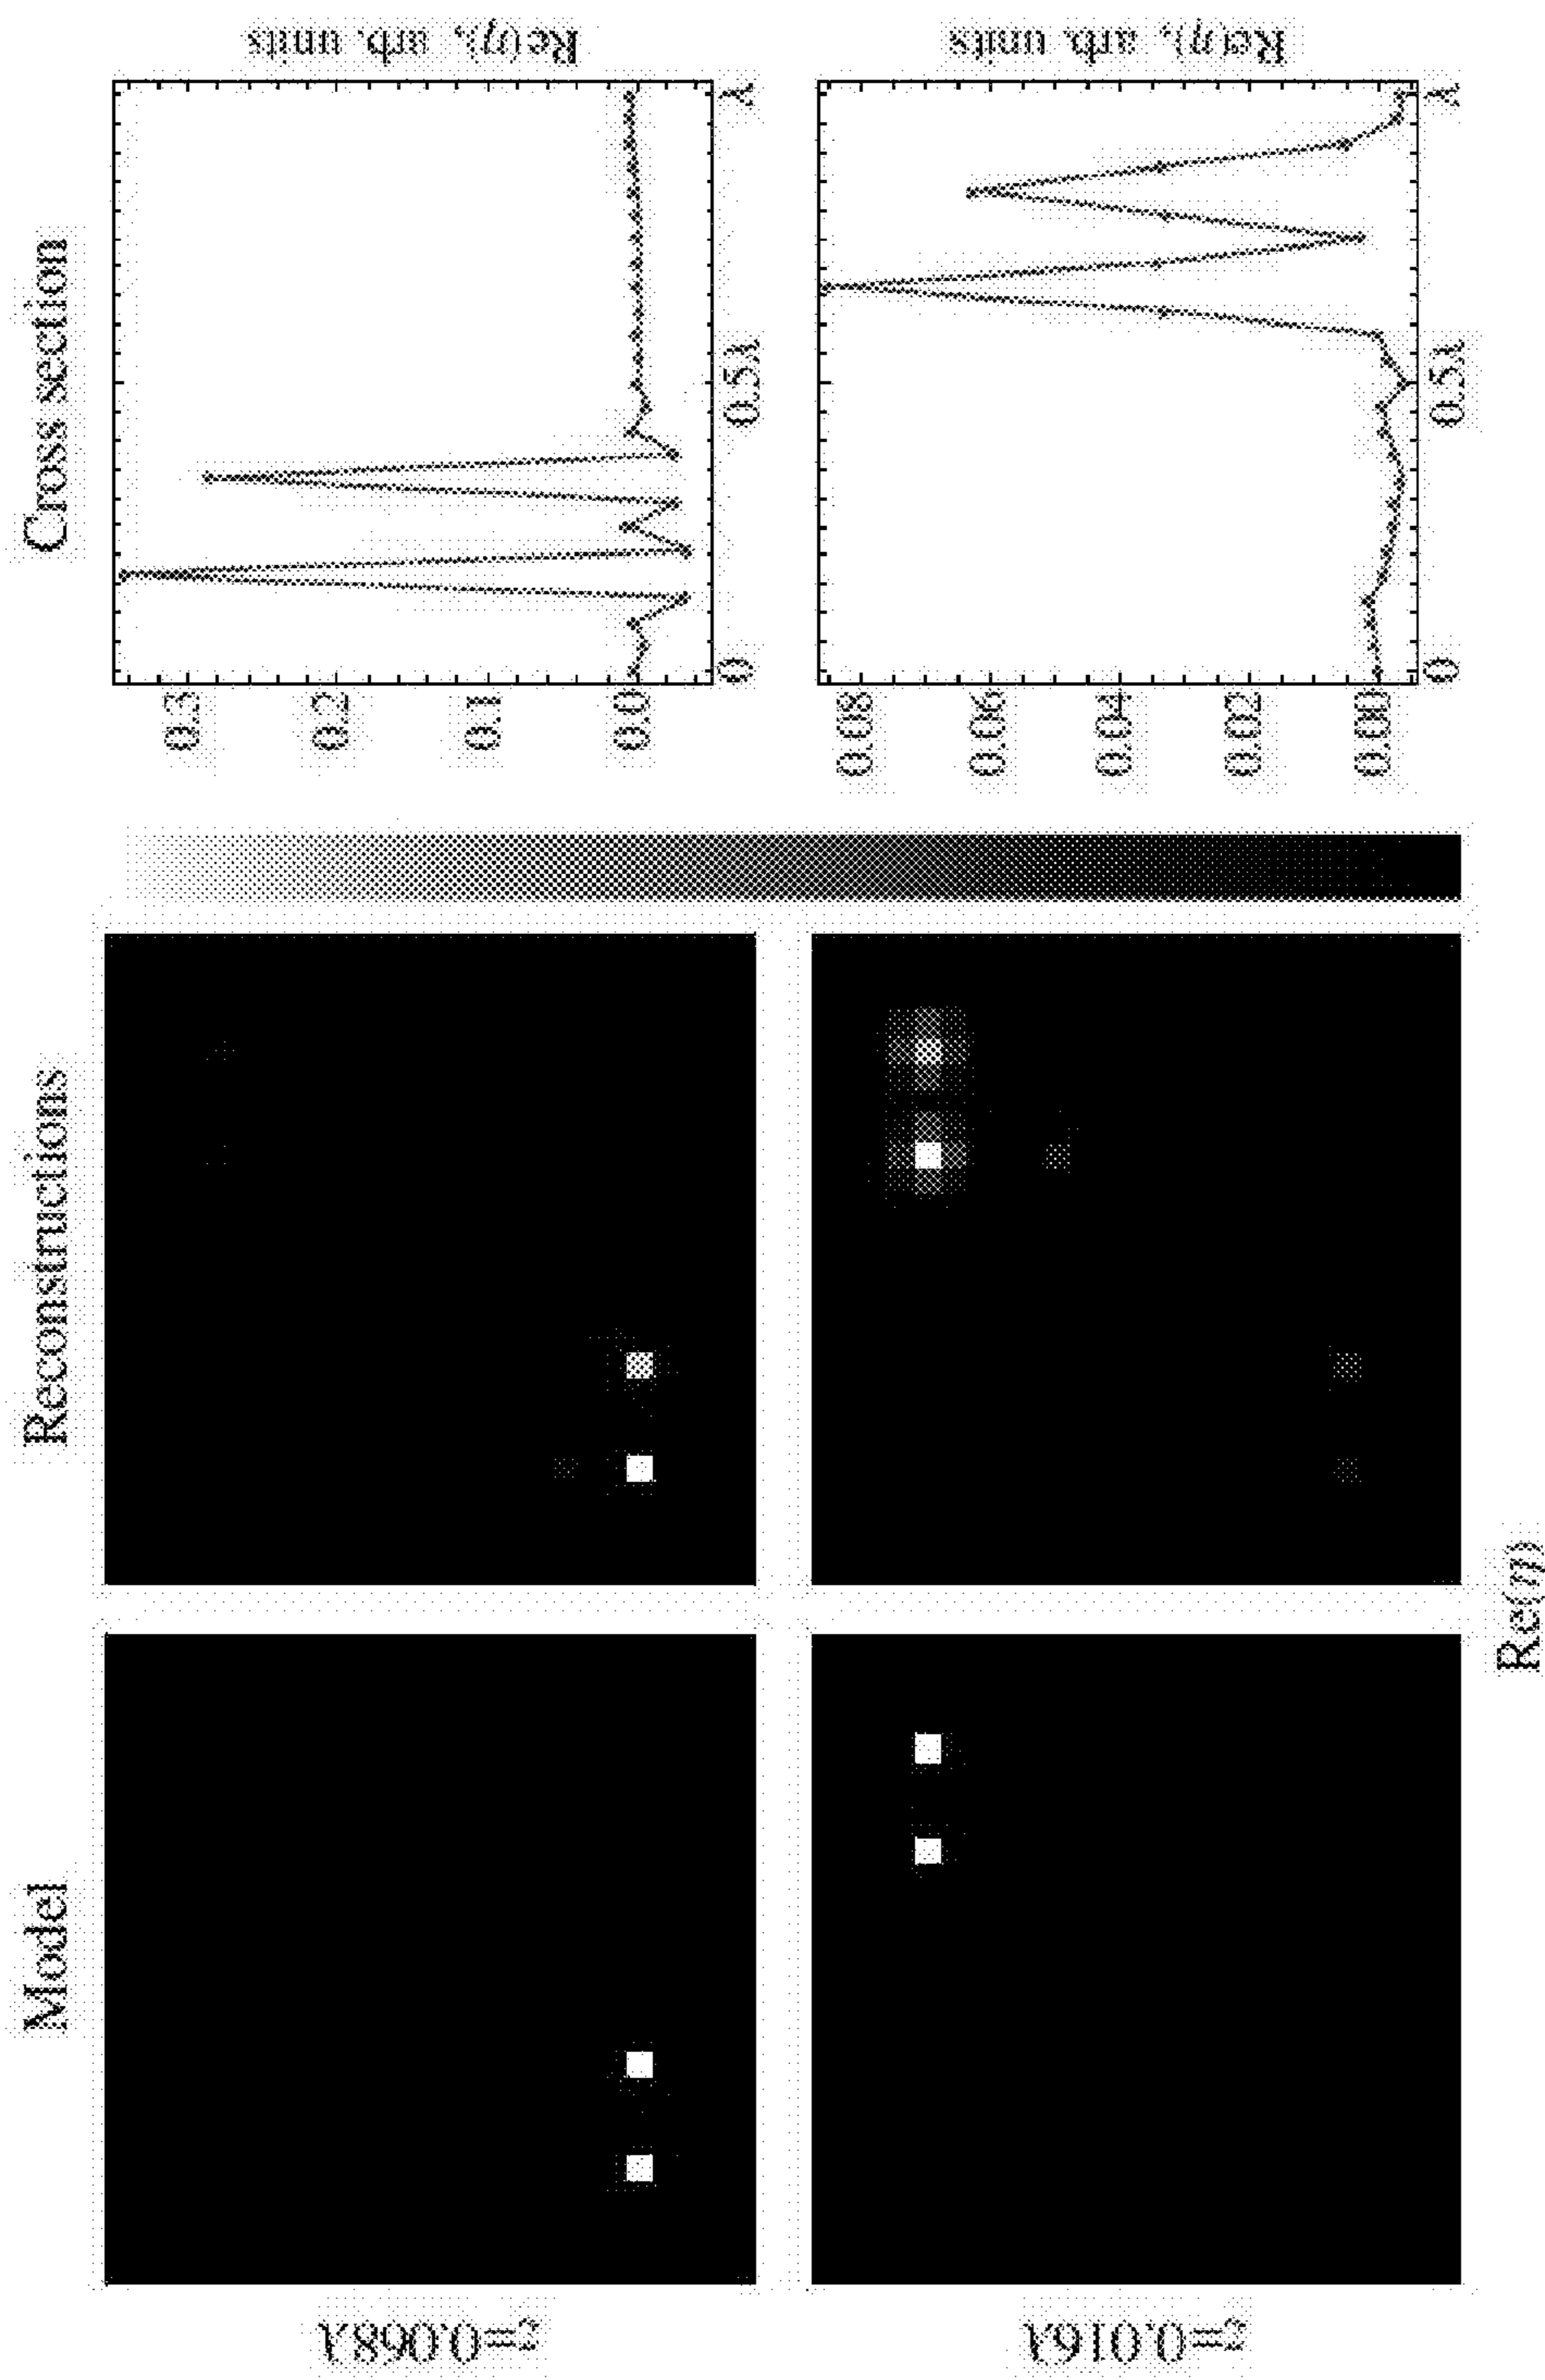 Model
Reconstructions
Cross section
z=0.068λ
0.3
0.2
0.1
0.0
0
0.5λ
λ
Re(η), arb. units
z=0.016λ
0.08
0.06
0.04
0.02
0.00
0
0.5λ
λ
Re(η), arb. units
Re(η)